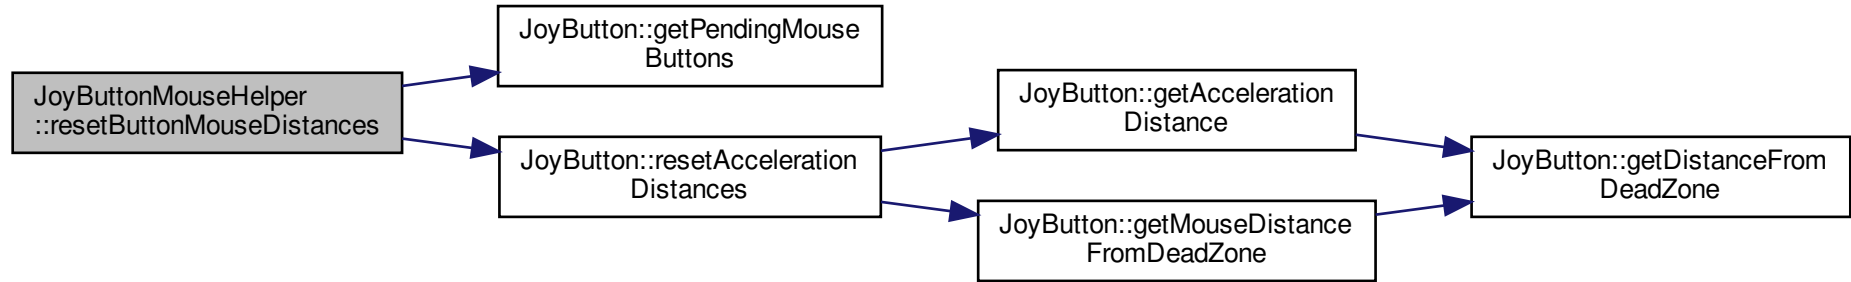 JoyButtonMouseHelper
::resetButtonMouseDistances
JoyButton::getPendingMouse
Buttons
JoyButton::resetAcceleration
Distances
JoyButton::getAcceleration
Distance
JoyButton::getMouseDistance
FromDeadZone
JoyButton::getDistanceFrom
DeadZone